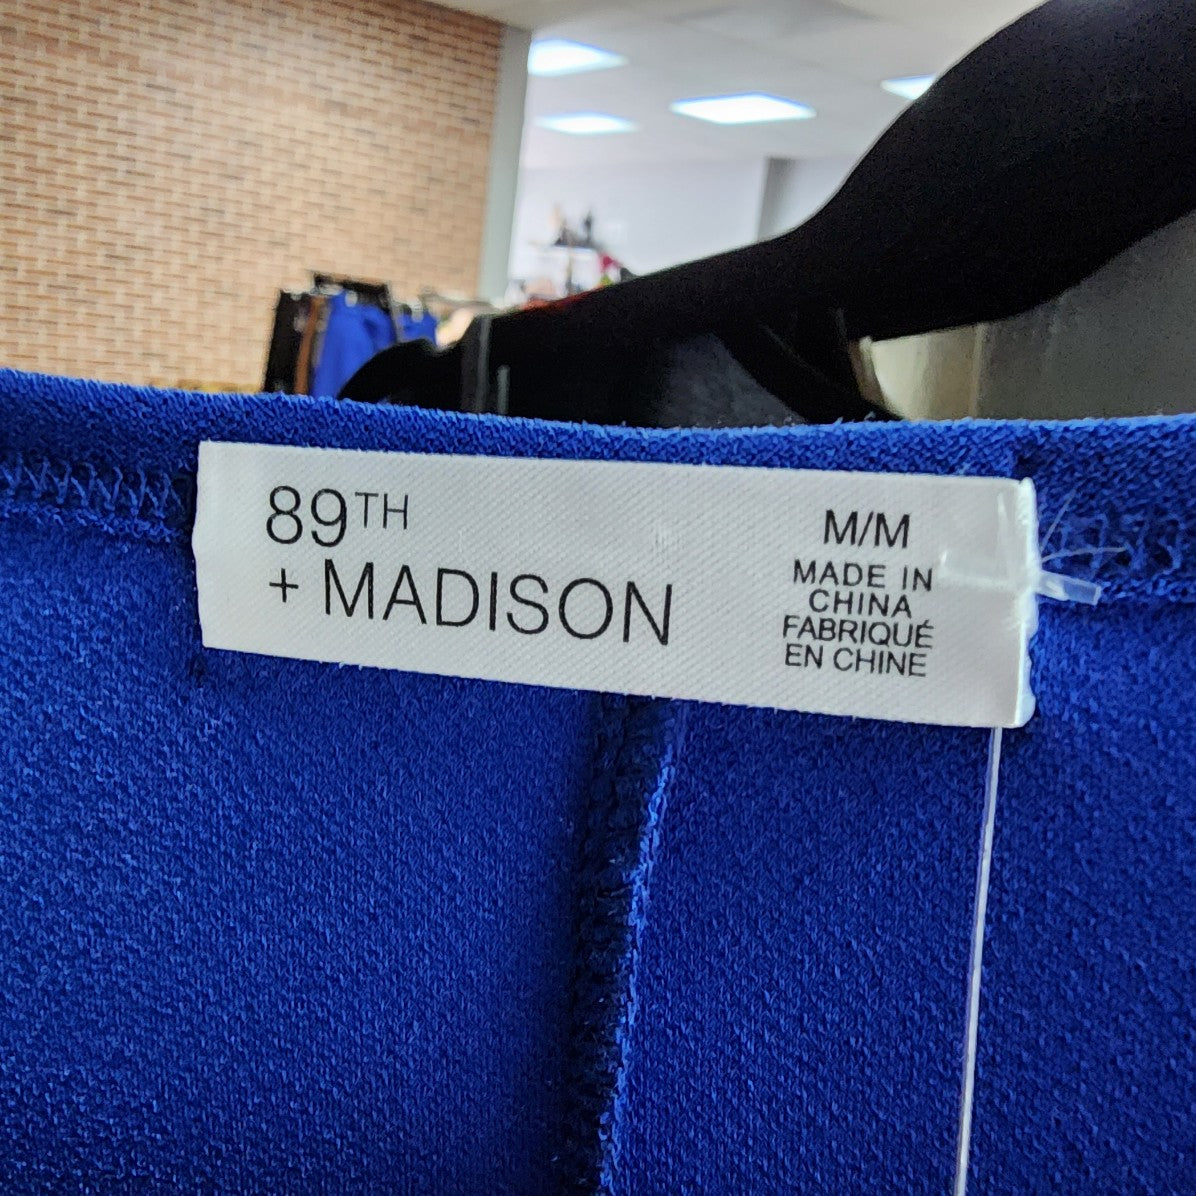 89TH
+ MADISON
M/M
MADE IN
CHINA
FABRIQUÉ
EN CHINE